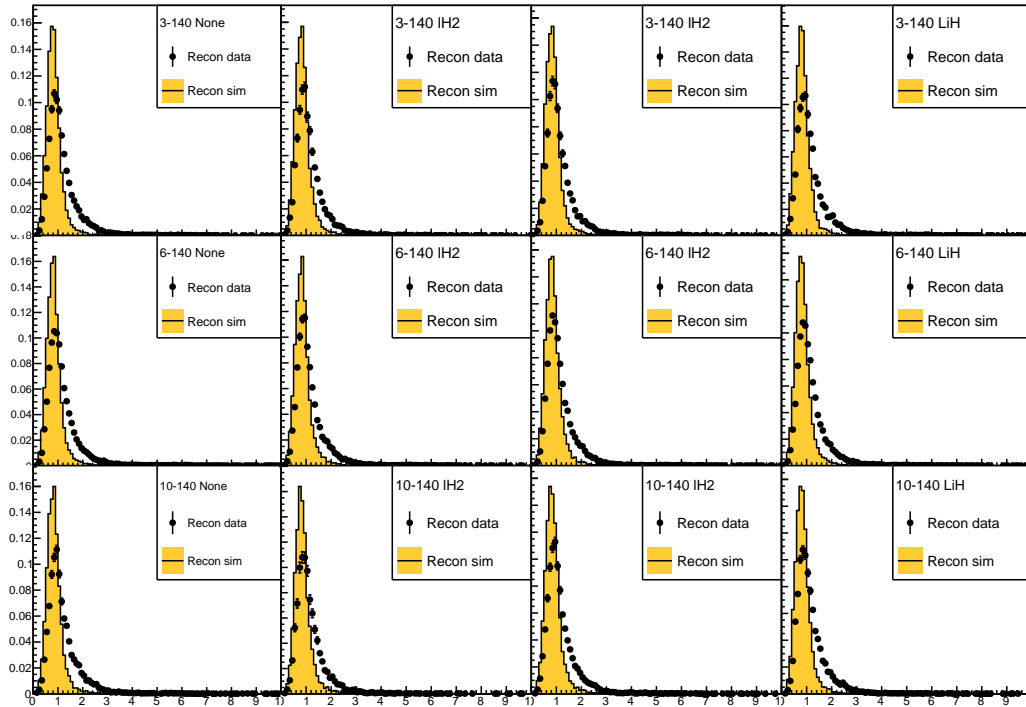 0.16
0.14
0.12
0.1
0.08
0.06
0.04
0.02
3-140 None
Recon data
Recon sim
3-140 lH2
Recon data
Recon sim
3-140 lH2
Recon data
Recon sim
3-140 LiH
Recon data
Recon sim
0.16
0.14
0.12
0.1
0.08
0.06
0.04
0.02
6-140 None
Recon data
Recon sim
6-140 lH2
Recon data
Recon sim
6-140 lH2
Recon data
Recon sim
6-140 LiH
Recon data
Recon sim
0.16
0.14
0.12
0.1
0.08
0.06
0.04
0.02
0
10-140 None
Recon data
Recon sim
10-140 lH2
Recon data
Recon sim
10-140 lH2
Recon data
Recon sim
10-140 LiH
Recon data
Recon sim
0 1 2 3 4 5 6 7 8 9 1 2 3 4 5 6 7 8 9 1 2 3 4 5 6 7 8 9 1 2 3 4 5 6 7 8 9